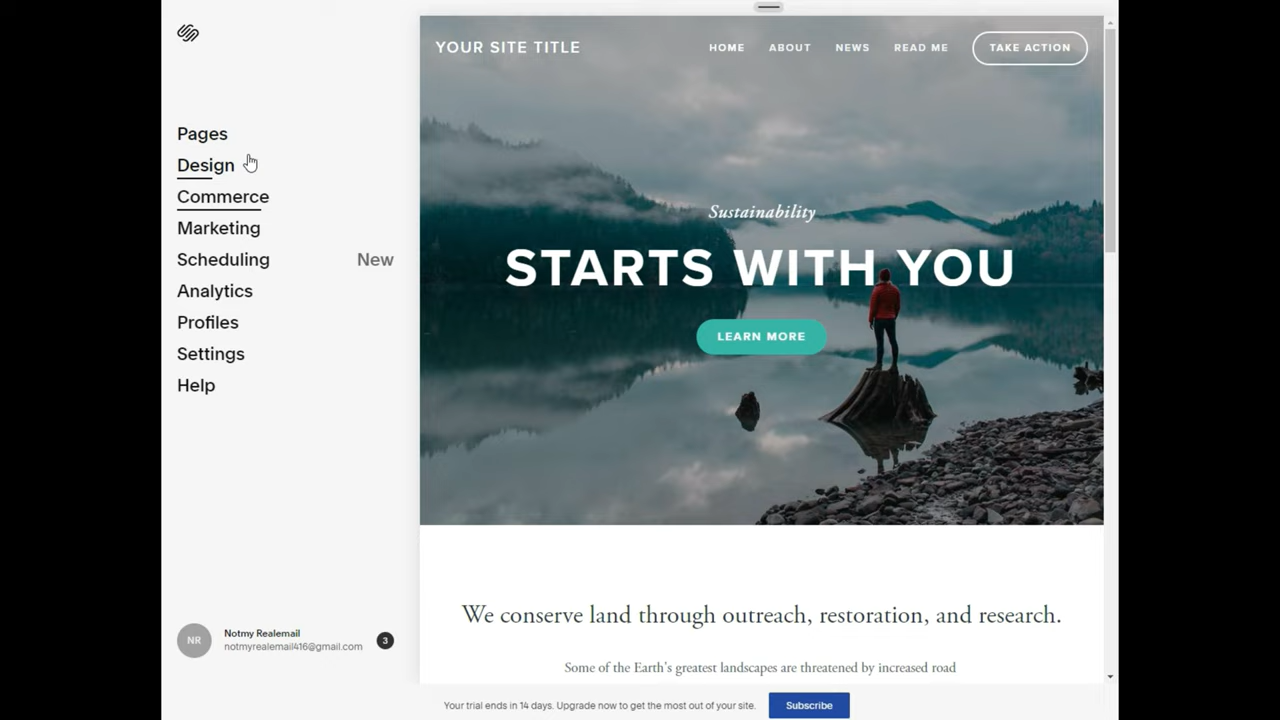 Pages
Design
Commerce
Marketing
Scheduling New
Analytics
Profiles
Settings
Help
NR
Notmy Realemail
notmyrealemail416@gmail.com
3
YOUR SITE TITLE
HOME ABOUT NEWS READ ME TAKE ACTION
Sustainability
STARTS WITH YOU
LEARN MORE
We conserve land through outreach, restoration, and research.
Some of the Earth's greatest landscapes are threatened by increased road
Your trial ends in 14 days. Upgrade now to get the most out of your site.
Subscribe